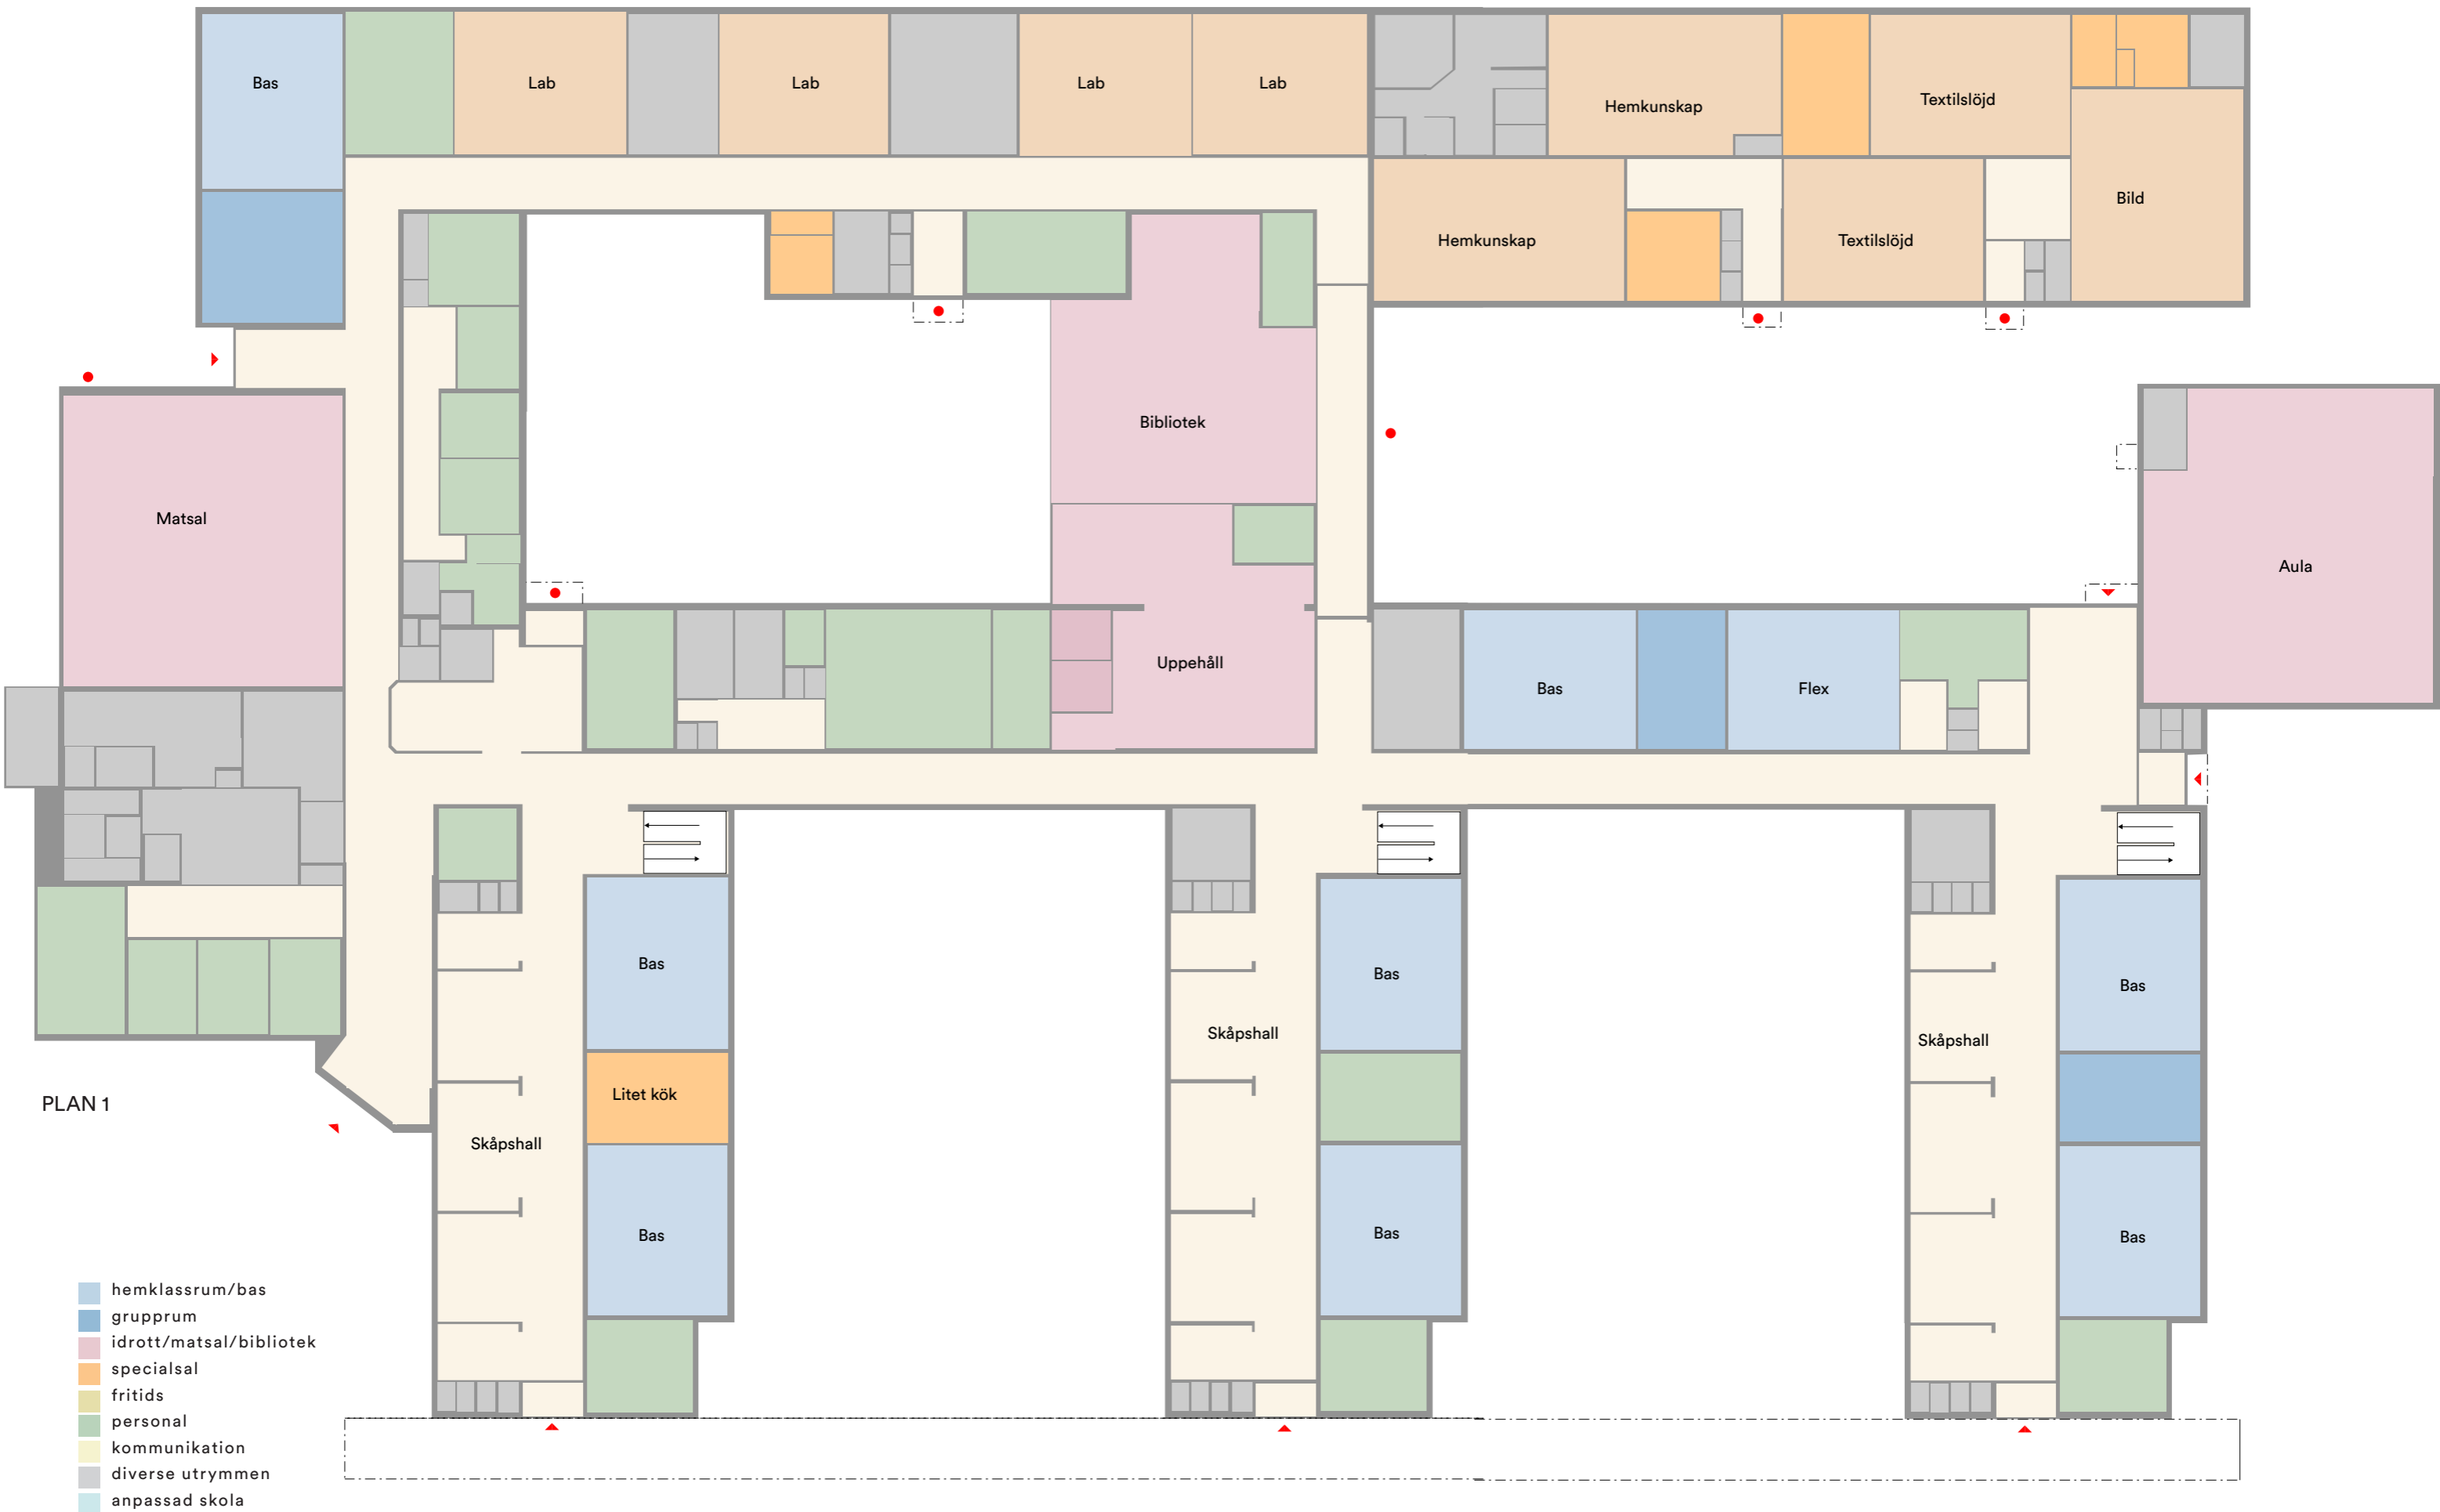 Bas
Lab
Lab
Lab
Lab
Hemkunskap
Textilslöjd
Hemkunskap
Textilslöjd
Bild
Bibliotek
Matsal
Aula
Uppehåll
Bas
Flex
Bas
Bas
Bas
Skåpshall
Skåpshall
Litet kök
PLAN 1
Skåpshall
Bas
Bas
Bas
hemklassrum/bas
grupprum
idrott/matsal/bibliotek
specialsal
fritids
personal
kommunikation
diverse utrymmen
anpassad skola